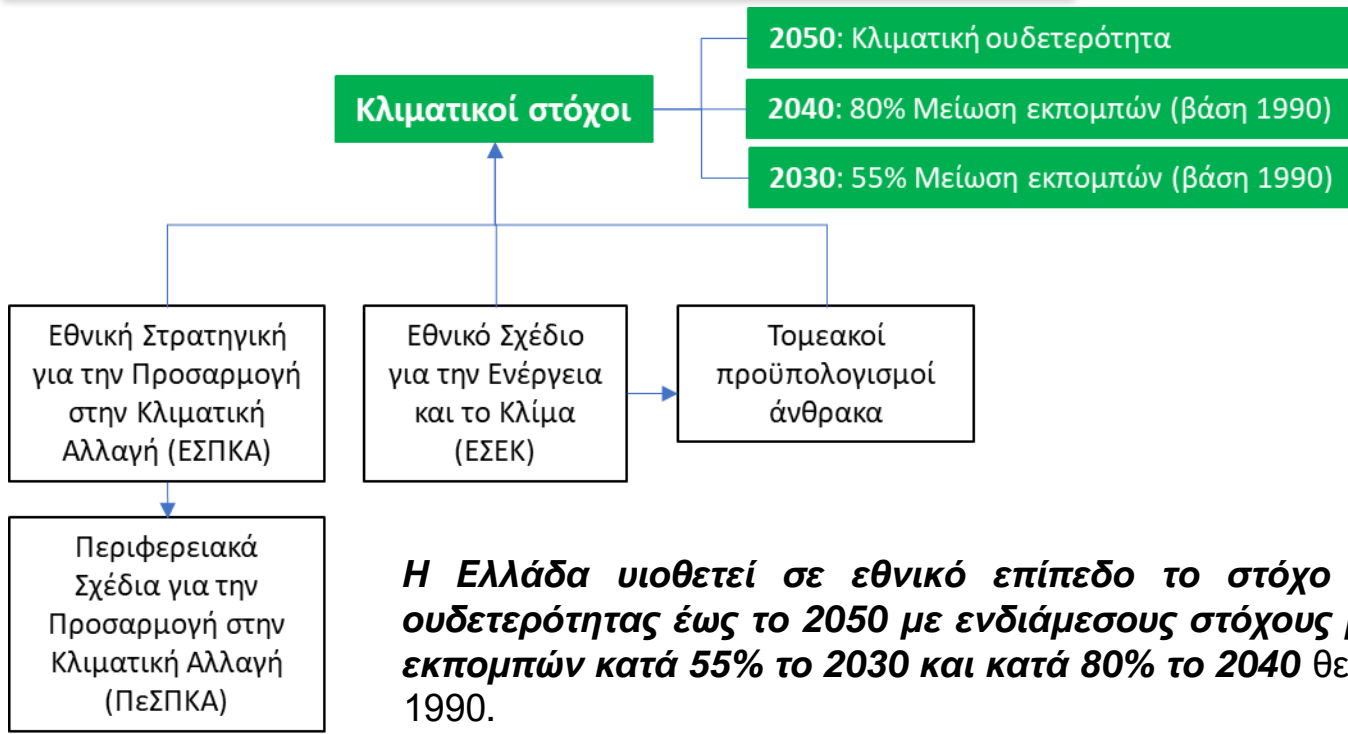 2050: Κλιματική ουδετερότητα
Κλιματικοί στόχοι
2040: 80% Μείωση εκπομπών (βάση 1990)
2030: 55% Μείωση εκπομπών (βάση 1990)
Εθνική Στρατηγική
για την Προσαρμογή
στην Κλιματική
Αλλαγή (ΕΣΠΚΑ)
Εθνικό Σχέδιο
για την Ενέργεια
και το Κλίμα
(ΕΣΕΚ)
Τομεακοί
προϋπολογισμοί
άνθρακα
Περιφερειακά
Σχέδια για την
Προσαρμογή στην
Κλιματική Αλλαγή
(ΠεΣΠΚΑ)
Η Ελλάδα υιοθετεί σε εθνικό επίπεδο το στόχο
ουδετερότητας έως το 2050 με ενδιάμεσους στόχους
εκπομπών κατά 55% το 2030 και κατά 80% το 2040
1990.